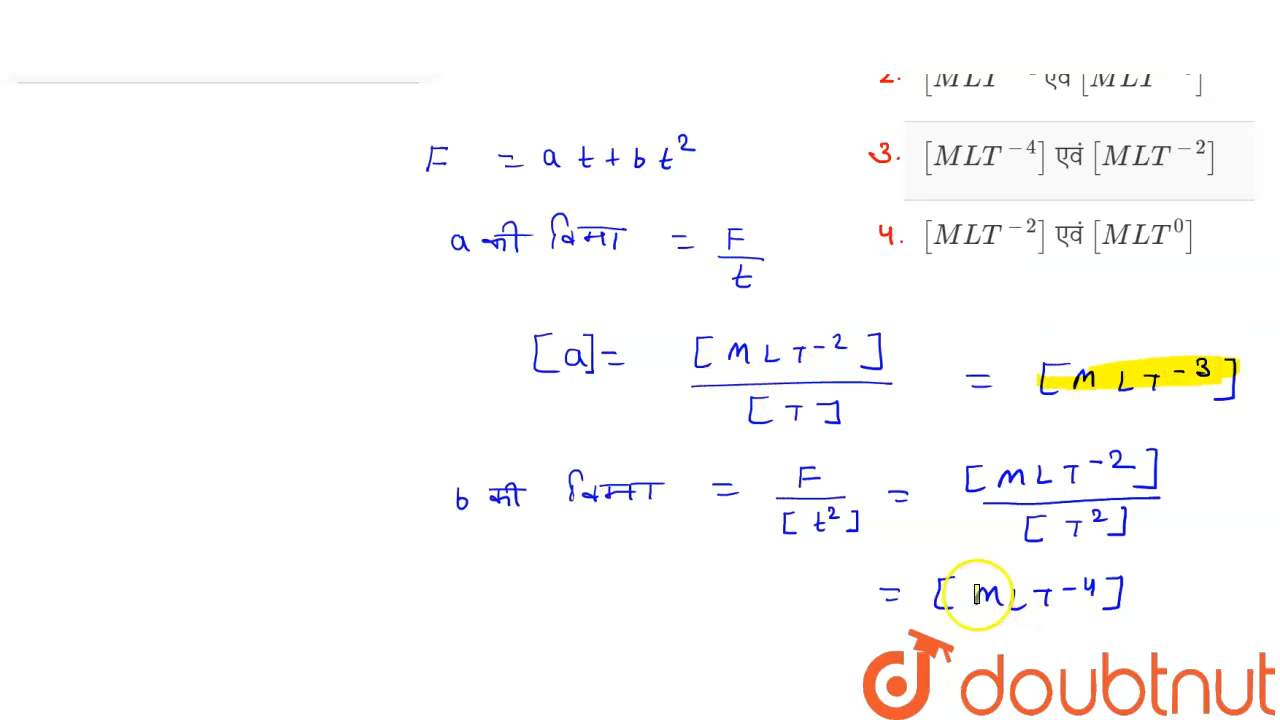 2. [MLT एवं [MLT ]
F = at + bt²
3. [MLT⁻⁴] एवं [MLT⁻²]
a की विमा = F/t
4. [MLT⁻²] एवं [MLT⁰]
[a] = [MLT⁻²]/[T] = [MLT⁻³]
b की विमा = F/[t²] = [MLT⁻²]/[T²]
= [MLT⁻⁴]
doubtnut